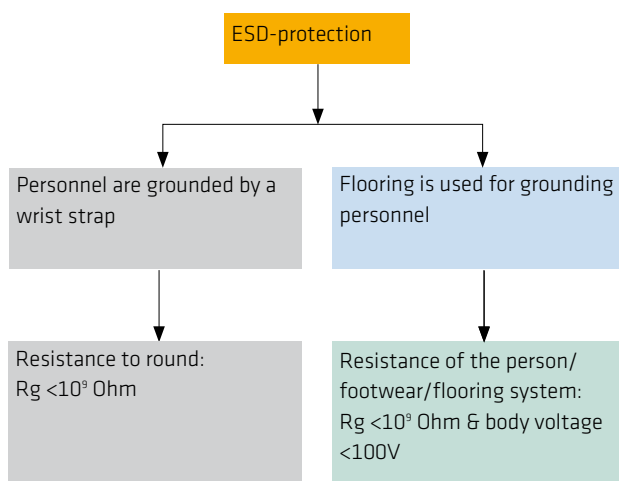 ESD-protection
Personnel are grounded by a
wrist strap
Flooring is used for grounding
personnel
Resistance to round:
Rg <10⁹ Ohm
Resistance of the person/
footwear/flooring system:
Rg <10⁹ Ohm & body voltage
<100V